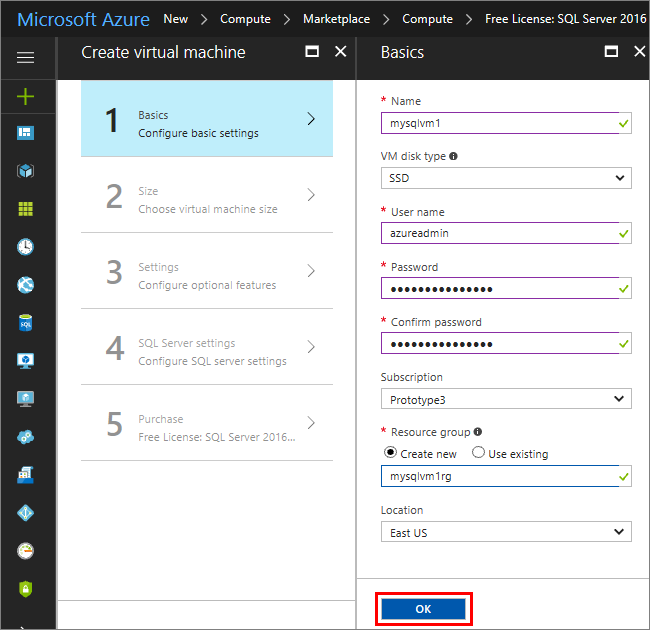 Microsoft Azure New > Compute > Marketplace > Compute > Free License: SQL Server 2016
Create virtual machine
1 Basics
Configure basic settings
2 Size
Choose virtual machine size
3 Settings
Configure optional features
4 SQL Server settings
Configure SQL server settings
5 Purchase
Free License: SQL Server 2016...
SQL
Basics
* Name
mysqlvm1
VM disk type
SSD
* User name
azureadmin
* Password
●●●●●●●●●●●●●●●
* Confirm password
●●●●●●●●●●●●●●●
Subscription
Prototype3
* Resource group
Create new Use existing
mysqlvm1rg
Location
East US
OK